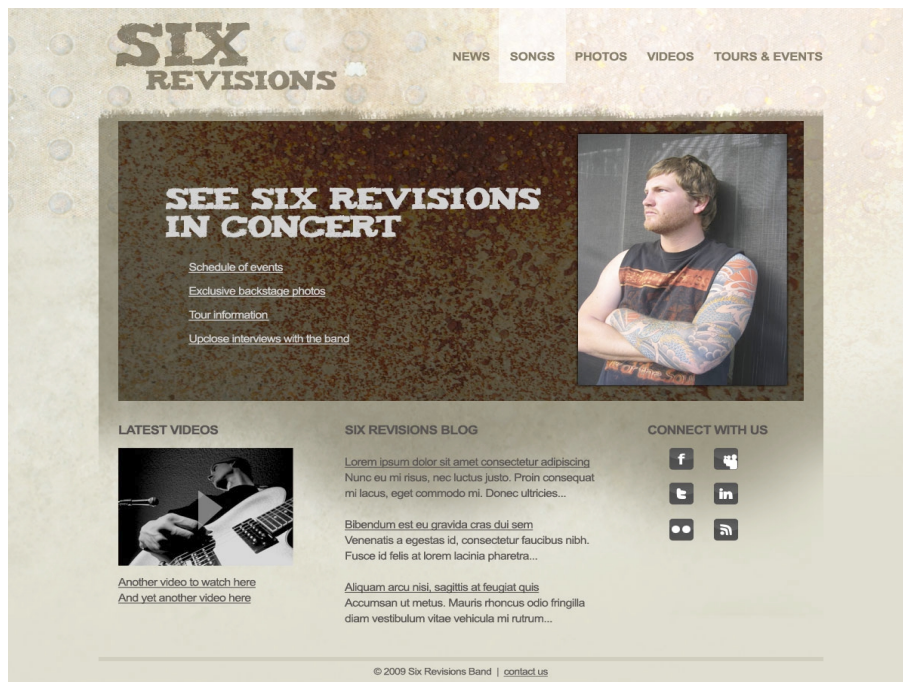 SIX
REVISIONS
NEWS SONGS PHOTOS VIDEOS TOURS & EVENTS
SEE SIX REVISIONS
IN CONCERT
Schedule of events
Exclusive backstage photos
Tour information
Upclose interviews with the band
LATEST VIDEOS
Another video to watch here
And yet another video here
SIX REVISIONS BLOG
Lorem ipsum dolor sit amet consectetur adipiscing
Nunc eu mi risus, nec luctus justo. Proin consequat
mi lacus, eget commodo mi. Donec ultricies...
Bibendum est eu gravida cras dui sem
Venenatis a egestas id, consectetur faucibus nibh.
Fusce id felis at lorem lacinia pharetra...
Aliquam arcu nisi, sagittis at feugiat quis
Accumsan ut metus. Mauris rhoncus odio fringilla
diam vestibulum vitae vehicula mi rutrum...
CONNECT WITH US
f
t in
© 2009 Six Revisions Band | contact us